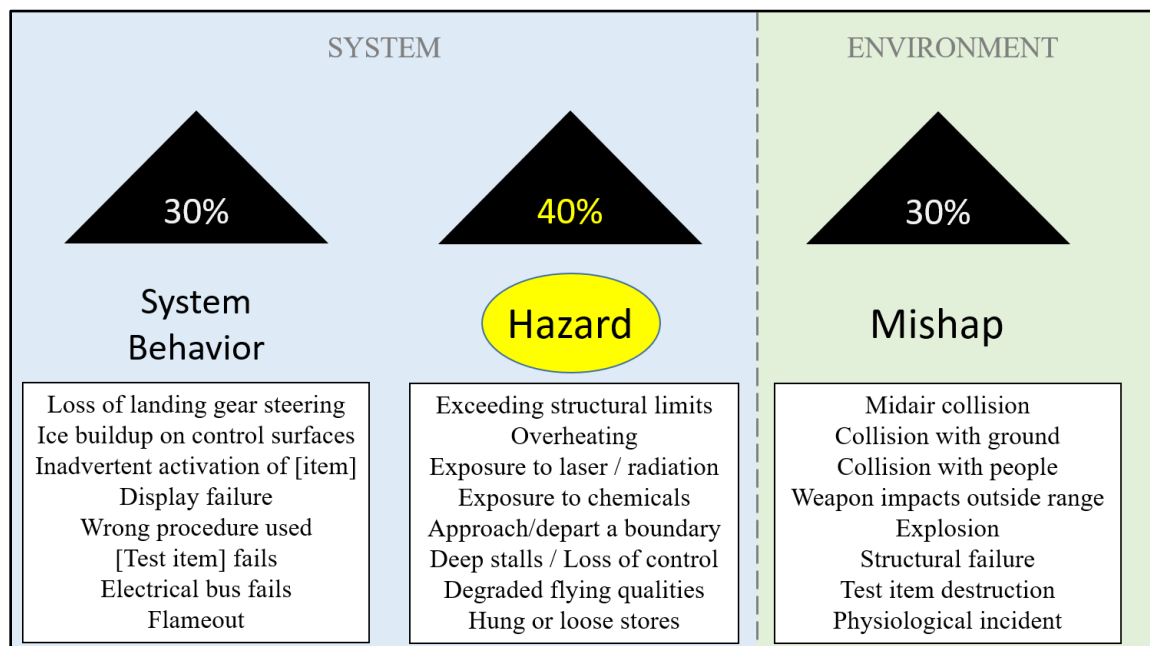 SYSTEM
ENVIRONMENT
30%
40%
30%
System
Behavior
Hazard
Mishap
Loss of landing gear steering
Ice buildup on control surfaces
Inadvertent activation of [item]
Display failure
Wrong procedure used
[Test item] fails
Electrical bus fails
Flameout
Exceeding structural limits
Overheating
Exposure to laser / radiation
Exposure to chemicals
Approach/depart a boundary
Deep stalls / Loss of control
Degraded flying qualities
Hung or loose stores
Midair collision
Collision with ground
Collision with people
Weapon impacts outside range
Explosion
Structural failure
Test item destruction
Physiological incident